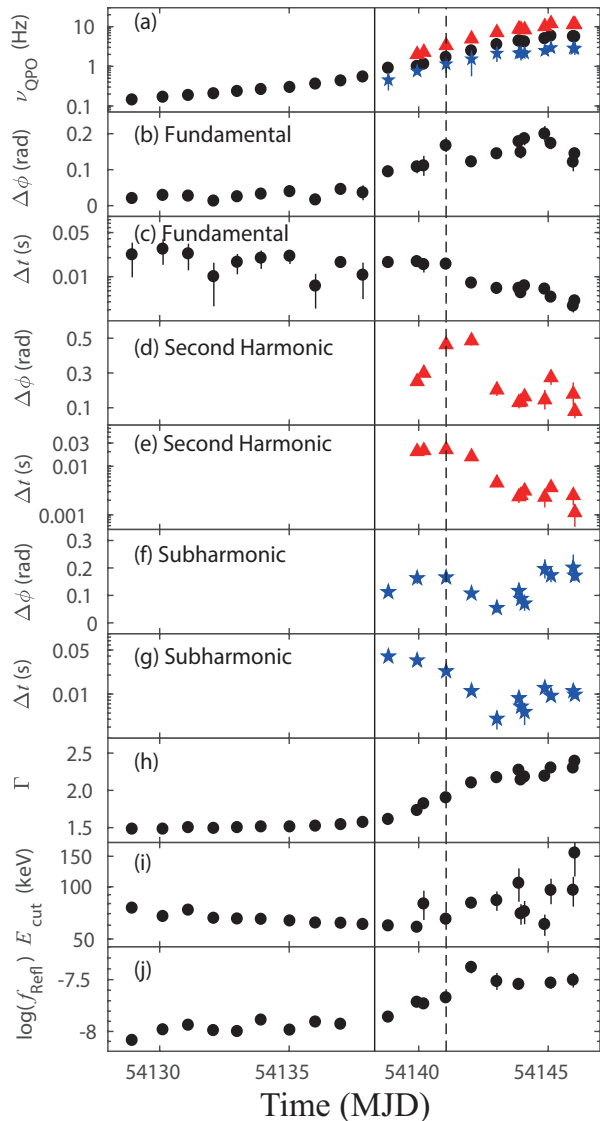 (a)
ν_QPO (Hz)
10
1
0.1
(b) Fundamental
Δϕ (rad)
0.2
0.1
0
(c) Fundamental
Δt (s)
0.05
0.01
(d) Second Harmonic
Δϕ (rad)
0.5
0.3
0.1
(e) Second Harmonic
Δt (s)
0.03
0.01
0.001
(f) Subharmonic
Δϕ (rad)
0.3
0.2
0.1
0
(g) Subharmonic
Δt (s)
0.05
0.01
(h)
Γ
2.5
2.0
1.5
(i)
E_cut (keV)
150
100
50
(j)
log(f_Refl)
-7.5
-8
54130 54135 54140 54145
Time (MJD)